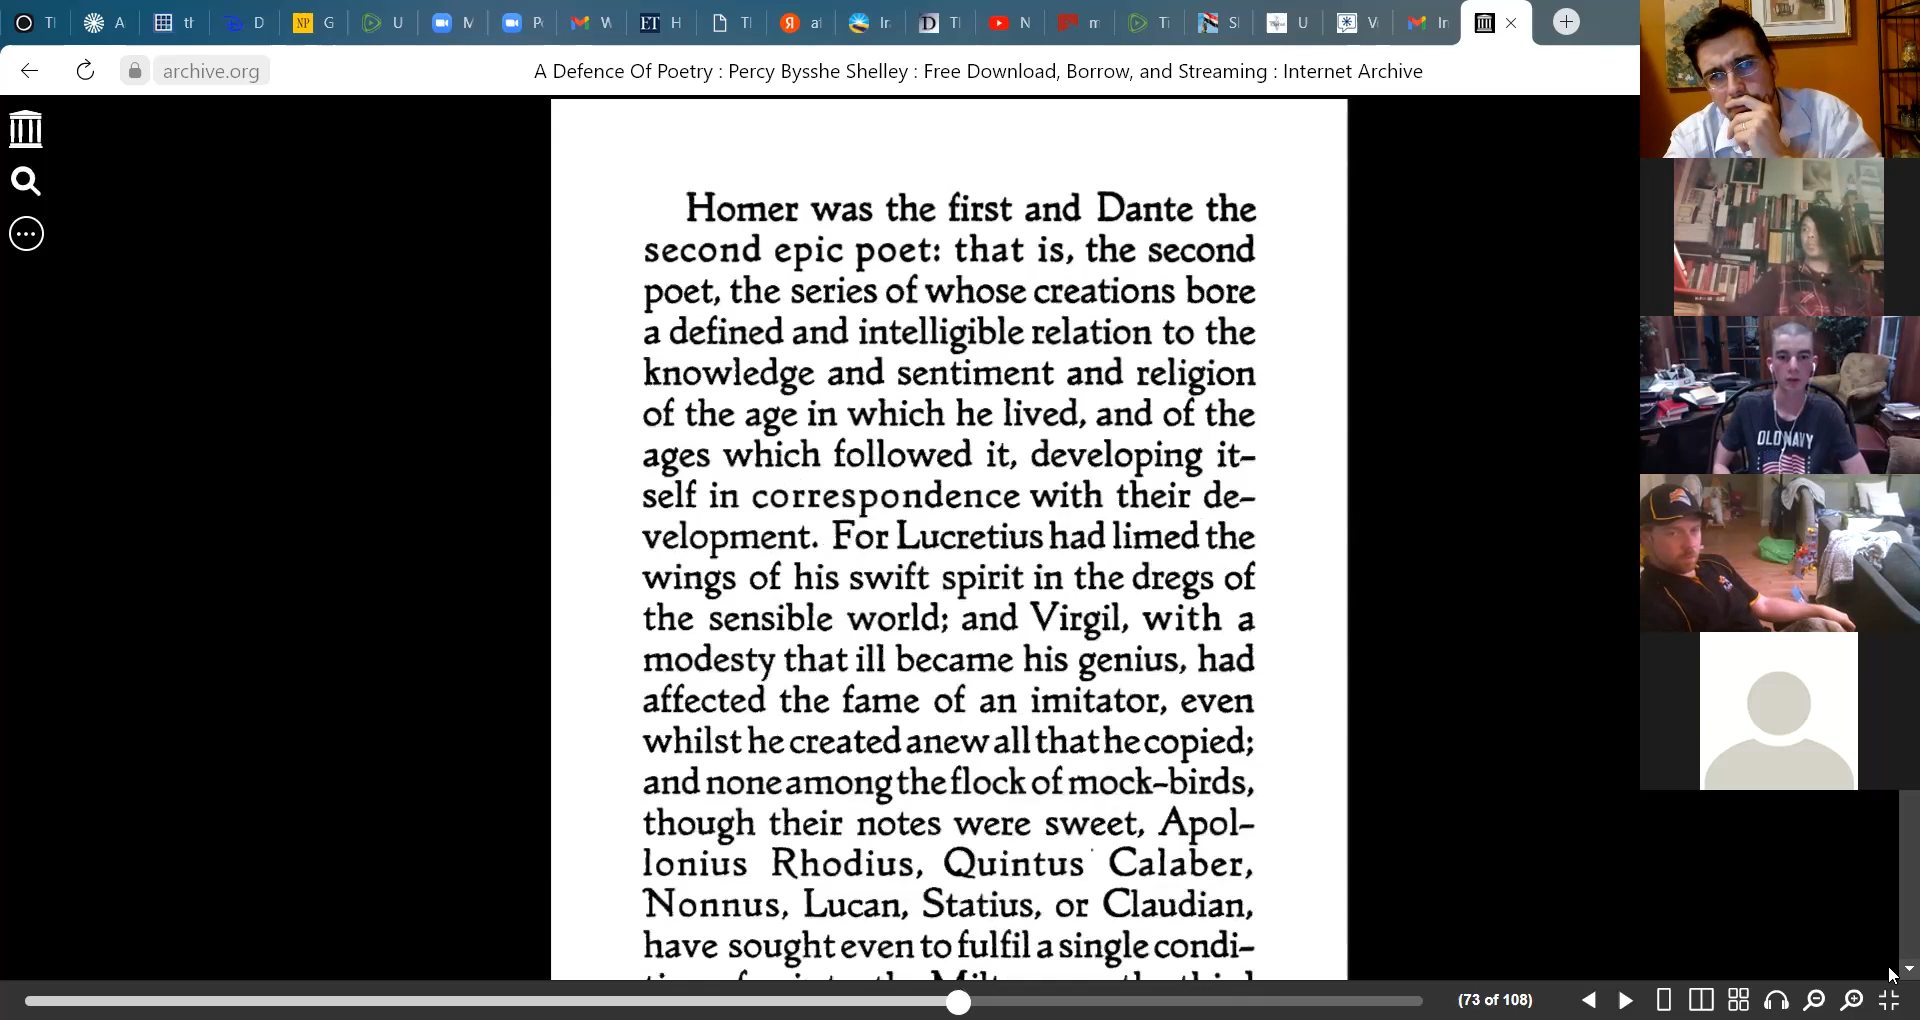 T
A
th
D
NP G
U
M
P
W
ET H
T
Я a
In
D T
N
m
Ti
S
U
V
In
archive.org
A Defence Of Poetry : Percy Bysshe Shelley : Free Download, Borrow, and Streaming : Internet Archive
Homer was the first and Dante the
second epic poet: that is, the second
poet, the series of whose creations bore
a defined and intelligible relation to the
knowledge and sentiment and religion
of the age in which he lived, and of the
ages which followed it, developing it-
self in correspondence with their de-
velopment. For Lucretius had limed the
wings of his swift spirit in the dregs of
the sensible world; and Virgil, with a
modesty that ill became his genius, had
affected the fame of an imitator, even
whilst he created anew all that he copied;
and none among the flock of mock-birds,
though their notes were sweet, Apol-
lonius Rhodius, Quintus Calaber,
Nonnus, Lucan, Statius, or Claudian,
have sought even to fulfil a single condi-
OLD NAVY
(73 of 108)